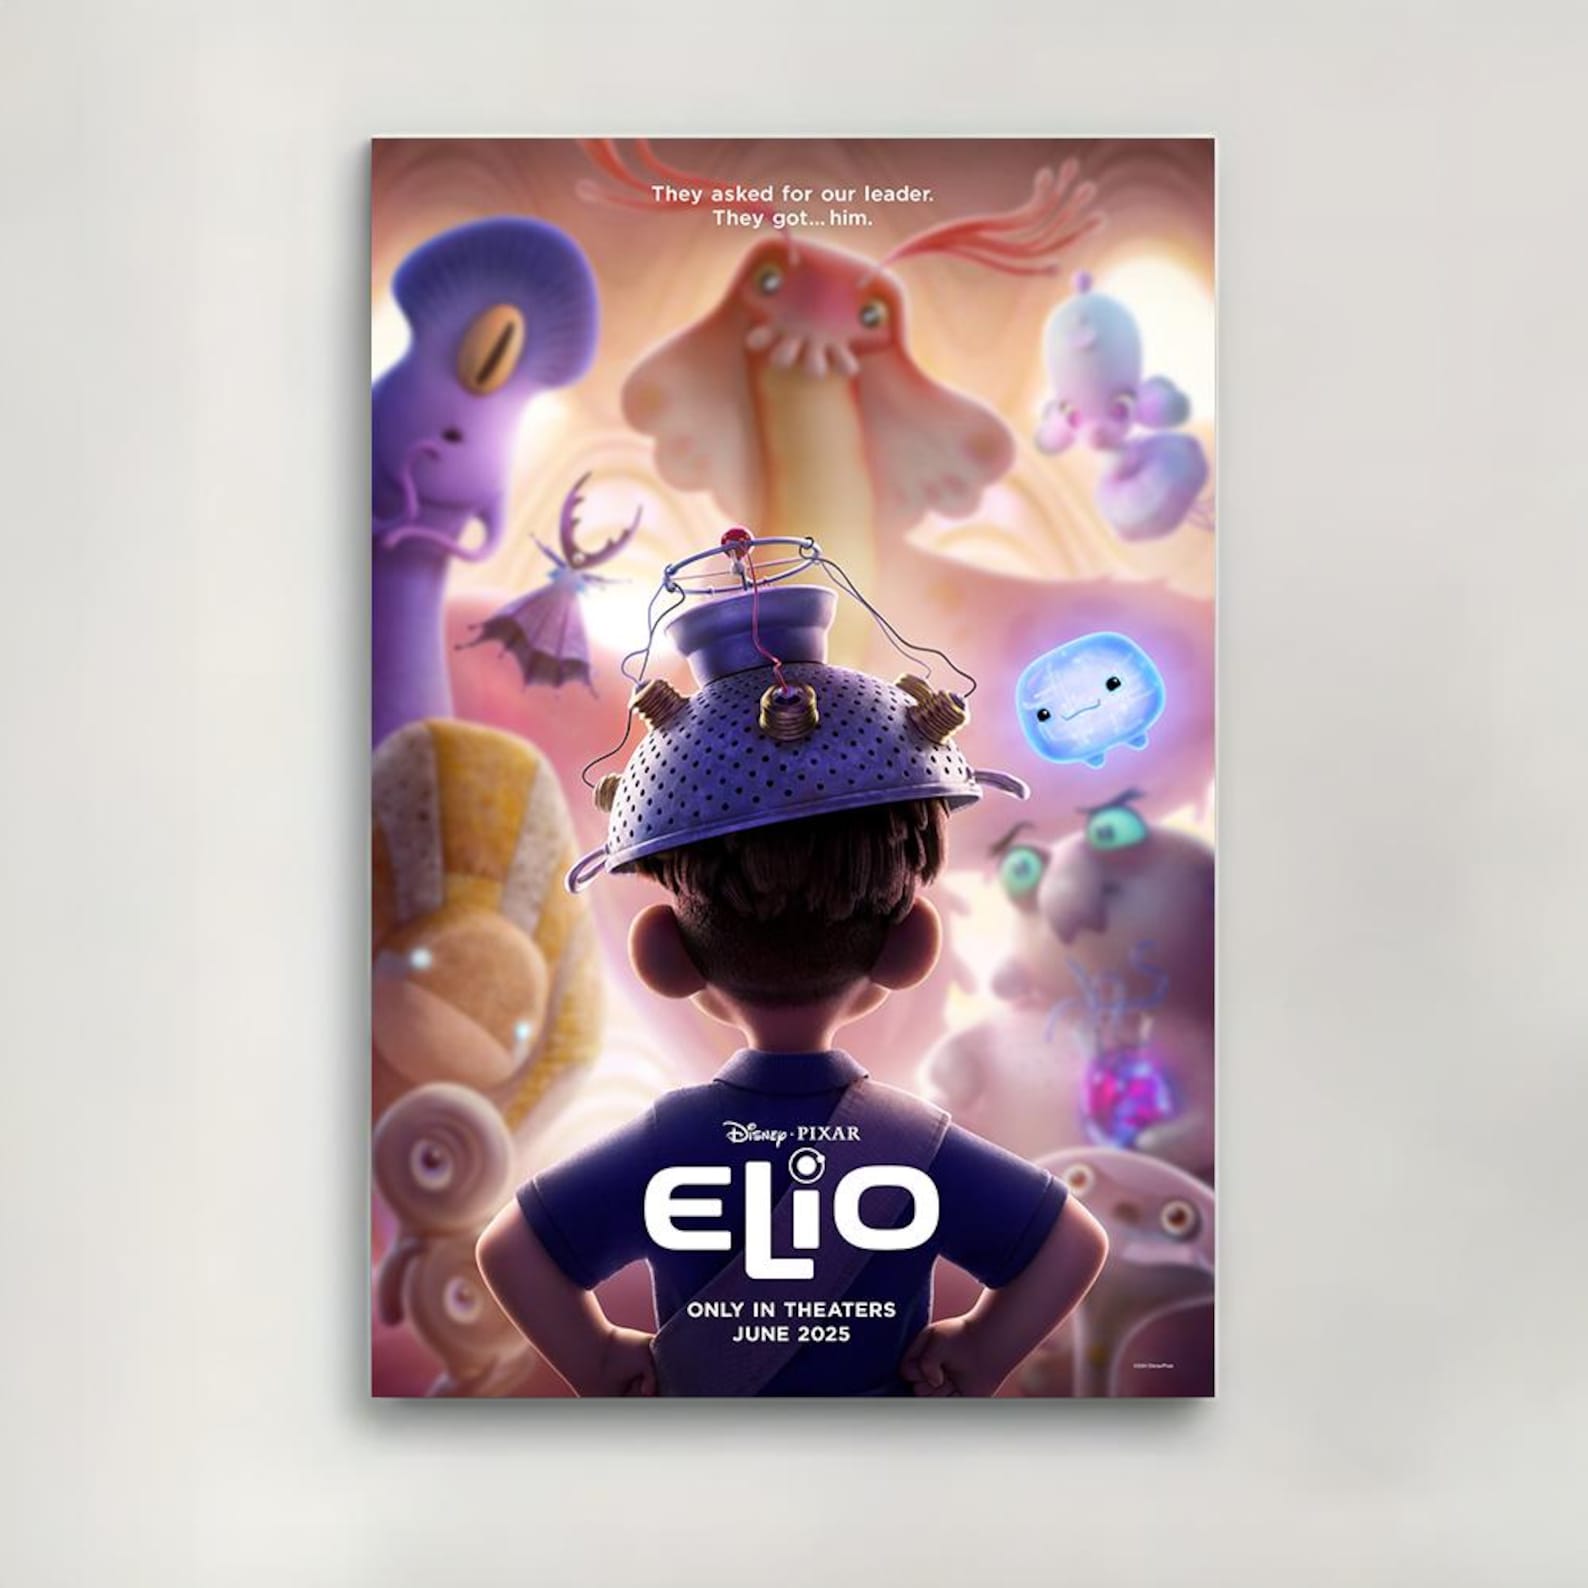 They asked for our leader.
They got... him.
Disney · PIXAR
ELIO
ONLY IN THEATERS
JUNE 2025